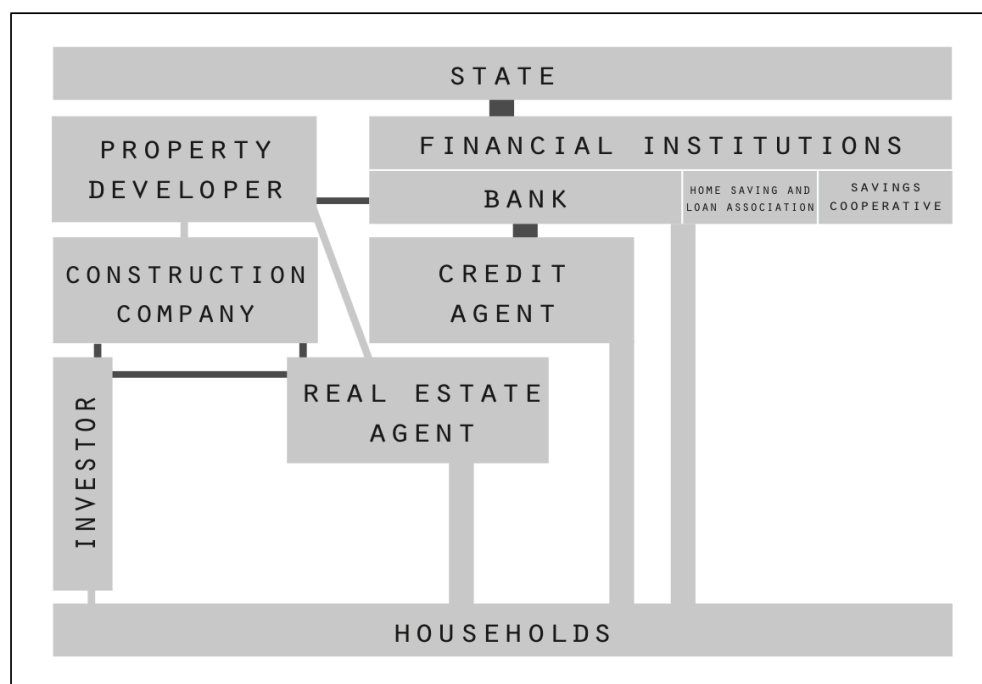 STATE
PROPERTY
DEVELOPER
FINANCIAL INSTITUTIONS
BANK
HOME SAVING AND
LOAN ASSOCIATION
SAVINGS
COOPERATIVE
CONSTRUCTION
COMPANY
CREDIT
AGENT
INVESTOR
REAL ESTATE
AGENT
HOUSEHOLDS